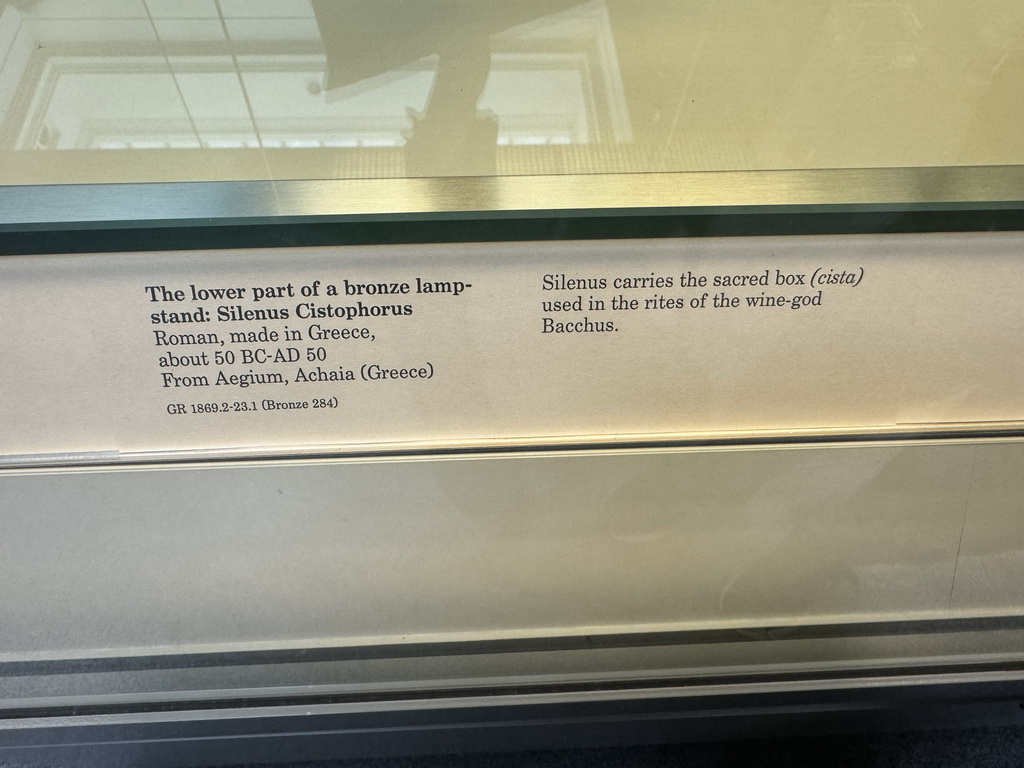 The lower part of a bronze lamp-
stand: Silenus Cistophorus
Roman, made in Greece,
about 50 BC-AD 50
From Aegium, Achaia (Greece)
GR 1869.2-23.1 (Bronze 284)
Silenus carries the sacred box (cista)
used in the rites of the wine-god
Bacchus.